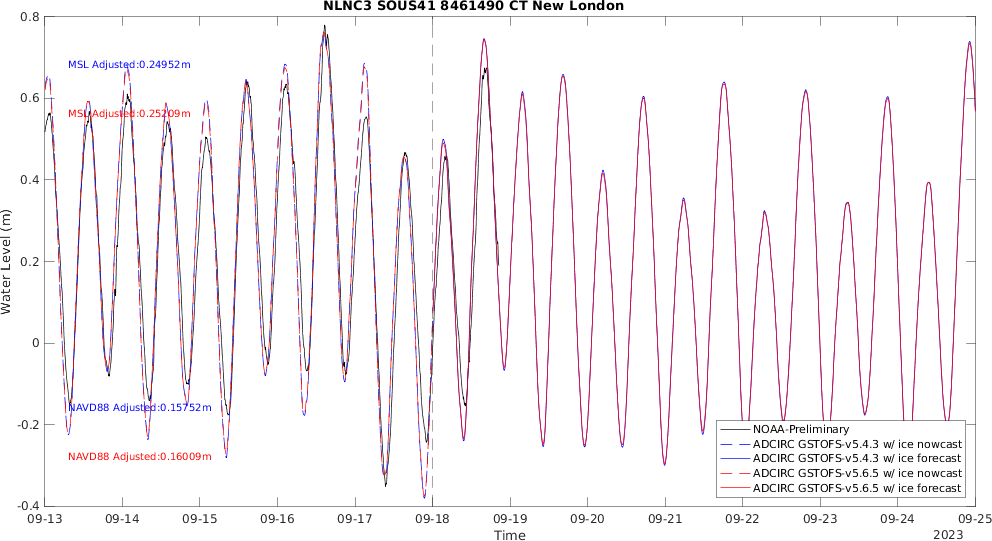 NLNC3 SOUS41 8461490 CT New London
0.8
0.6
0.4
0.2
0
-0.2
-0.4
Water Level (m)
MSL Adjusted:0.24952m
MSL Adjusted:0.25209m
NAVD88 Adjusted:0.15752m
NAVD88 Adjusted:0.16009m
NOAA-Preliminary
ADCIRC GSTOFS-v5.4.3 w/ ice nowcast
ADCIRC GSTOFS-v5.4.3 w/ ice forecast
ADCIRC GSTOFS-v5.6.5 w/ ice nowcast
ADCIRC GSTOFS-v5.6.5 w/ ice forecast
09-13 09-14 09-15 09-16 09-17 09-18 09-19 09-20 09-21 09-22 09-23 09-24 09-25
Time
2023